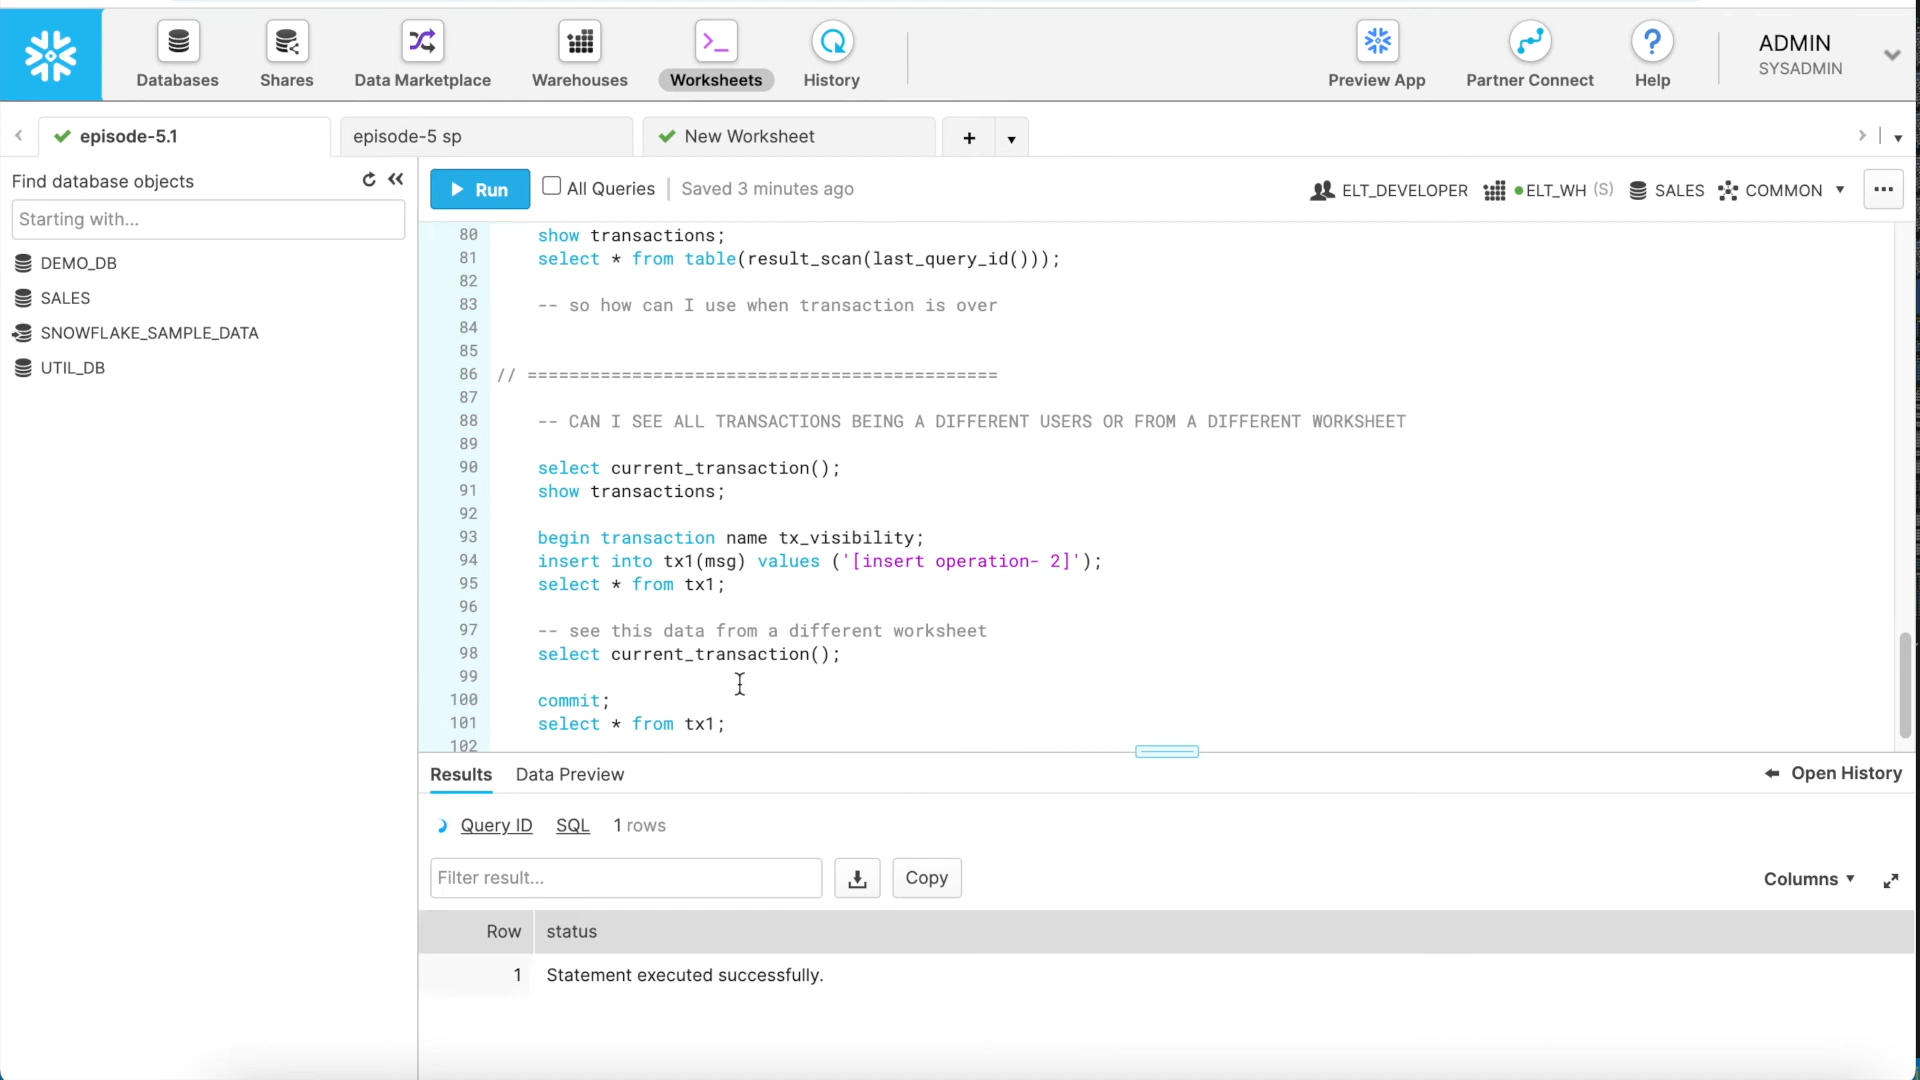 Databases
Shares
Data Marketplace
Warehouses
Worksheets
History
Preview App
Partner Connect
Help
ADMIN
SYSADMIN
episode-5.1
episode-5 sp
New Worksheet
+
Find database objects
Starting with...
DEMO_DB
SALES
SNOWFLAKE_SAMPLE_DATA
UTIL_DB
Run
All Queries
Saved 3 minutes ago
ELT_DEVELOPER
ELT_WH (S)
SALES
COMMON
80 show transactions;
81 select * from table(result_scan(last_query_id()));
82
83 -- so how can I use when transaction is over
84
85
86 // =============================================
87
88 -- CAN I SEE ALL TRANSACTIONS BEING A DIFFERENT USERS OR FROM A DIFFERENT WORKSHEET
89
90 select current_transaction();
91 show transactions;
92
93 begin transaction name tx_visibility;
94 insert into tx1(msg) values ('[insert operation- 2]');
95 select * from tx1;
96
97 -- see this data from a different worksheet
98 select current_transaction();
99
100 commit;
101 select * from tx1;
102
Results
Data Preview
Open History
Query ID
SQL
1 rows
Filter result...
Copy
Columns
Row status
1 Statement executed successfully.